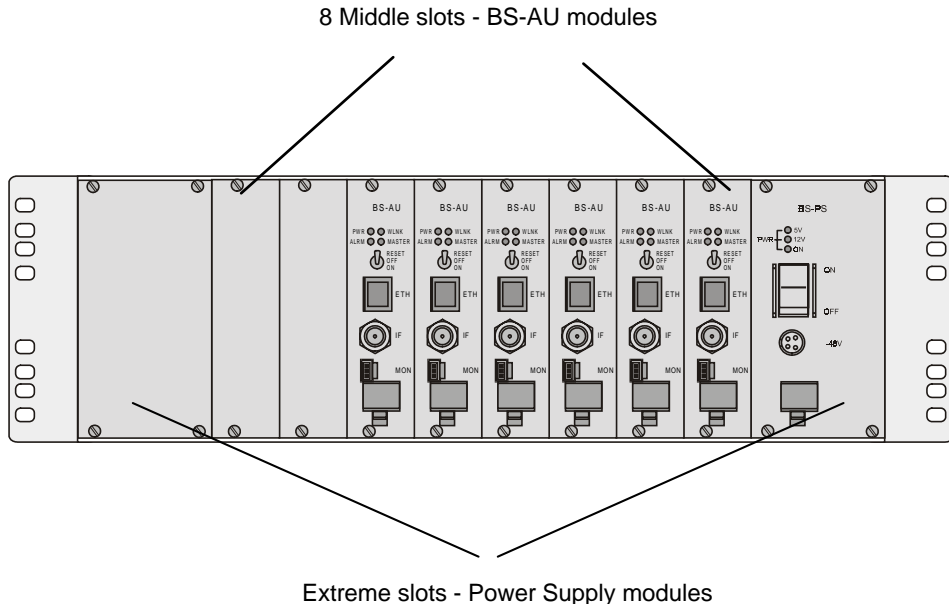 8 Middle slots - BS-AU modules
BS-AU
PWR WLNK
ALRM MASTER
RESET
OFF
ON
ETH
IF
MON
BS-AU
PWR WLNK
ALRM MASTER
RESET
OFF
ON
ETH
IF
MON
BS-AU
PWR WLNK
ALRM MASTER
RESET
OFF
ON
ETH
IF
MON
BS-AU
PWR WLNK
ALRM MASTER
RESET
OFF
ON
ETH
IF
MON
BS-AU
PWR WLNK
ALRM MASTER
RESET
OFF
ON
ETH
IF
MON
BS-AU
PWR WLNK
ALRM MASTER
RESET
OFF
ON
ETH
IF
MON
BS-PS
5V
PWR 12V
ON
ON
OFF
-48V
Extreme slots - Power Supply modules